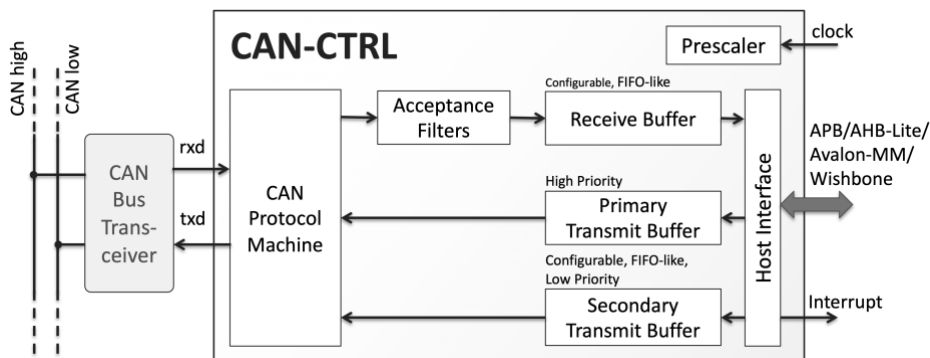 CAN-CTRL
Prescaler
clock
CAN high
CAN low
Configurable, FIFO-like
Acceptance
Filters
Receive Buffer
APB/AHB-Lite/
Avalon-MM/
Wishbone
rxd
CAN
Bus
Trans-
ceiver
txd
CAN
Protocol
Machine
High Priority
Primary
Transmit Buffer
Host Interface
Configurable, FIFO-like,
Low Priority
Secondary
Transmit Buffer
Interrupt